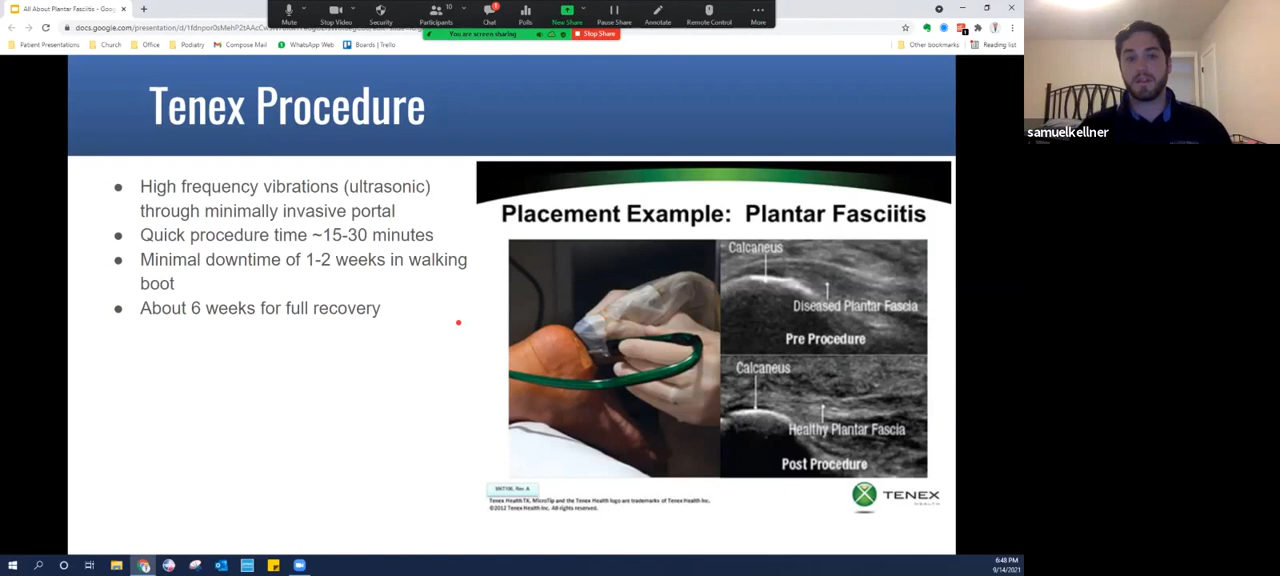 All About Plantar Fasciitis
Mute
Stop Video
Security
Participants
10
Chat
Polls
New Share
Pause Share
Annotate
Remote Control
More
You are screen sharing
Stop Share
Patient Presentations
Church
Office
Podiatry
Compose Mail
WhatsApp Web
Boards | Trello
Other bookmarks
Reading list
Tenex Procedure
● High frequency vibrations (ultrasonic)
through minimally invasive portal
● Quick procedure time ~15-30 minutes
● Minimal downtime of 1-2 weeks in walking
boot
● About 6 weeks for full recovery
Placement Example: Plantar Fasciitis
Calcaneus
Diseased Plantar Fascia
Pre Procedure
Calcaneus
Healthy Plantar Fascia
Post Procedure
Rev A
Tenex Health TX, MicroTip and the Tenex Health logo are trademarks of Tenex Health Inc.
©2012 Tenex Health Inc. All rights reserved.
TENEX
HEALTH
samuelkellner
6:48 PM
9/14/2021